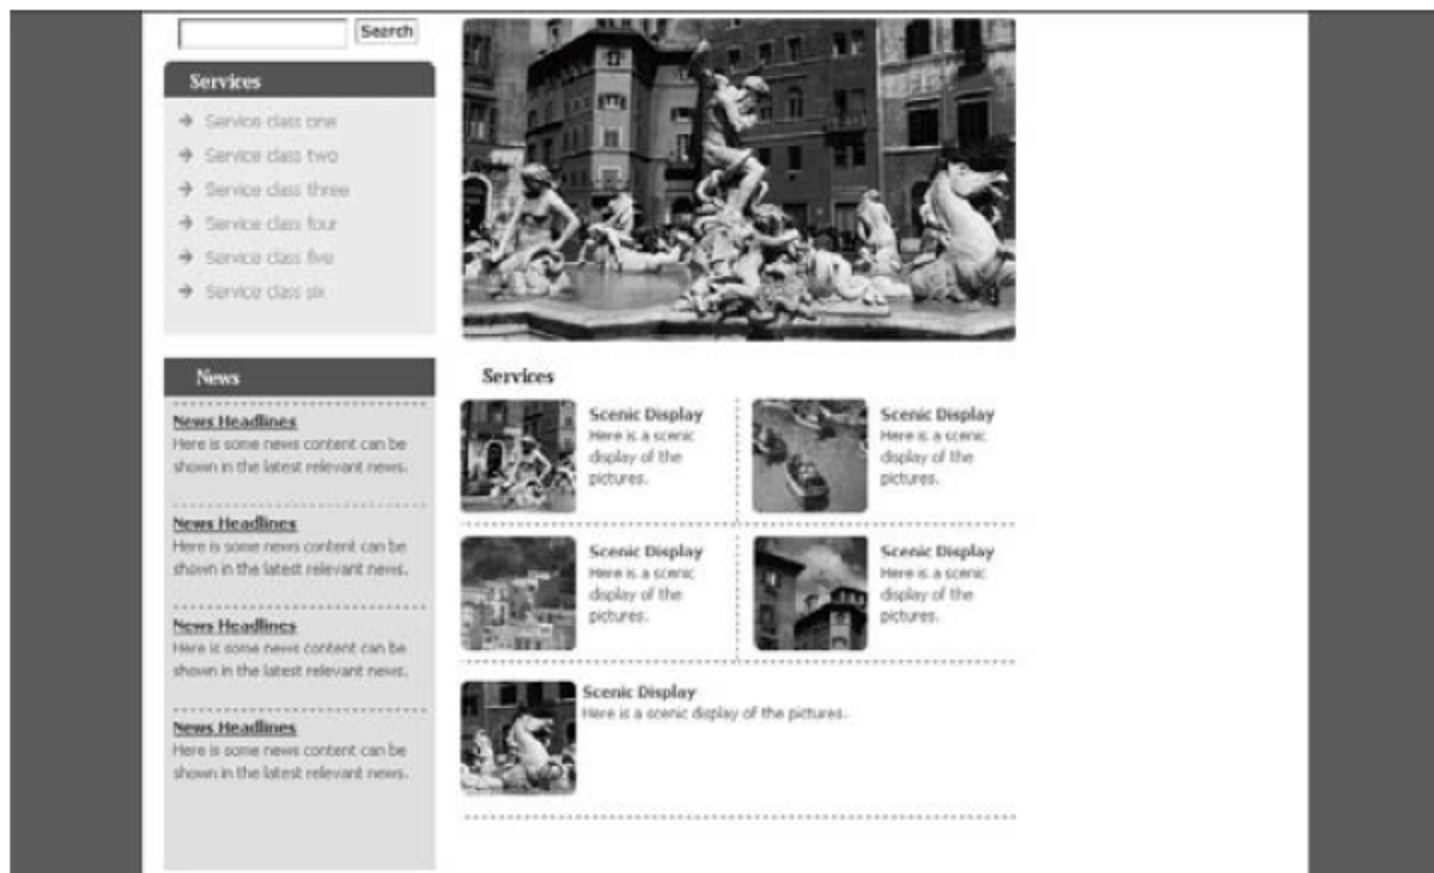 Search
Services
Service class one
Service class two
Service class three
Service class four
Service class five
Service class six
News
News Headlines
Here is some news content can be
shown in the latest relevant news.
News Headlines
Here is some news content can be
shown in the latest relevant news.
News Headlines
Here is some news content can be
shown in the latest relevant news.
News Headlines
Here is some news content can be
shown in the latest relevant news.
Services
Scenic Display
Here is a scenic
display of the
pictures.
Scenic Display
Here is a scenic
display of the
pictures.
Scenic Display
Here is a scenic
display of the
pictures.
Scenic Display
Here is a scenic
display of the
pictures.
Scenic Display
Here is a scenic display of the pictures.